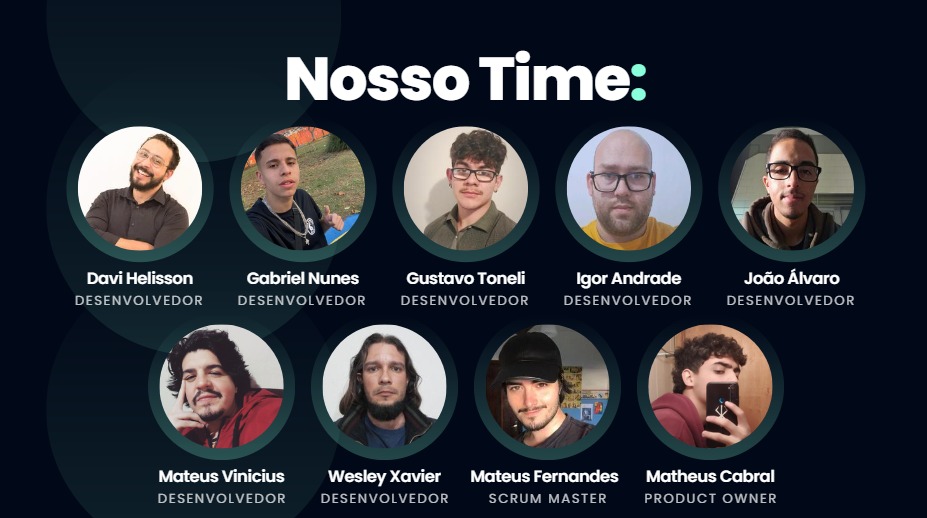 Nosso Time:
Davi Helisson
DESENVOLVEDOR
Gabriel Nunes
DESENVOLVEDOR
Gustavo Toneli
DESENVOLVEDOR
Igor Andrade
DESENVOLVEDOR
João Álvaro
DESENVOLVEDOR
Mateus Vinicius
DESENVOLVEDOR
Wesley Xavier
DESENVOLVEDOR
Mateus Fernandes
SCRUM MASTER
Matheus Cabral
PRODUCT OWNER